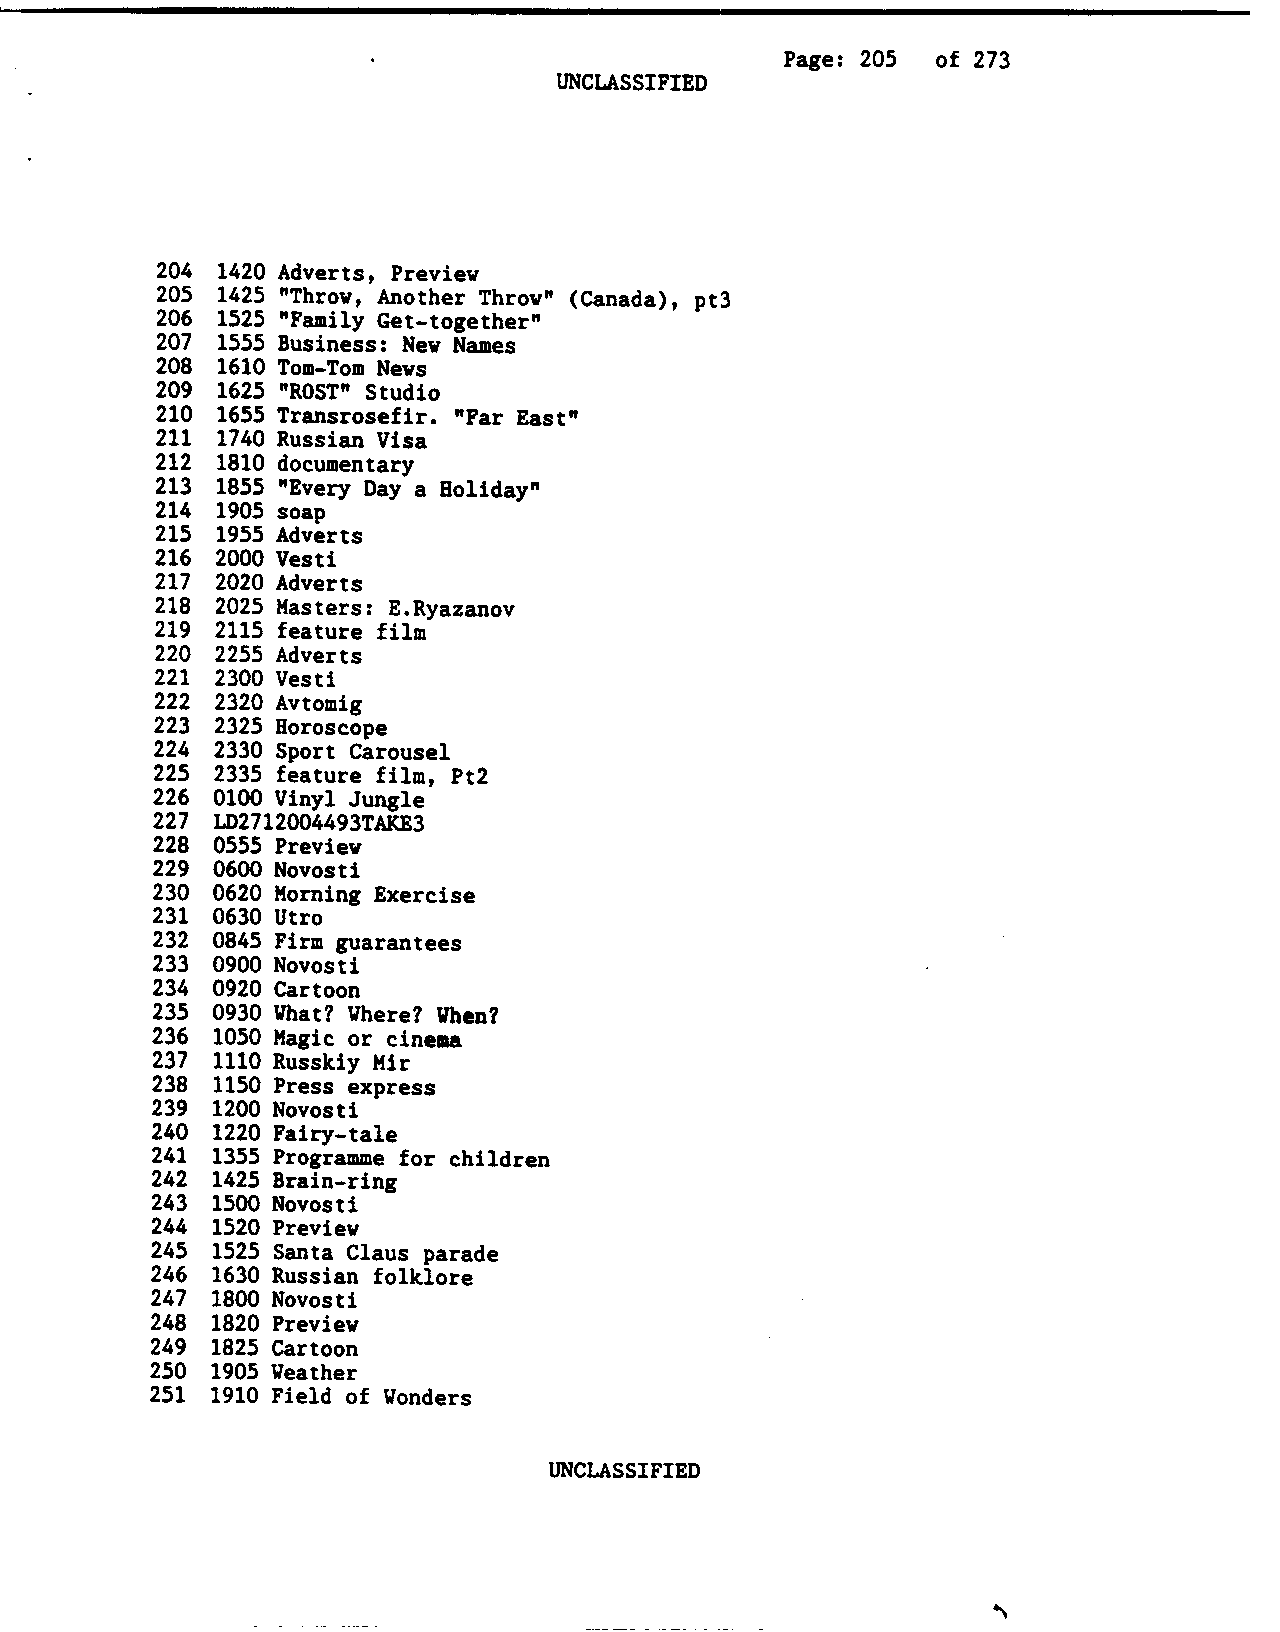 Page: 205 of 273
UNCLASSIFIED
204 1420 Adverts, Preview
205 1425 "Throw, Another Throw" (Canada), pt3
206 1525 "Family Get-together"
207 1555 Business: New Names
208 1610 Tom-Tom News
209 1625 "ROST" Studio
210 1655 Transrosefir. "Far East"
211 1740 Russian Visa
212 1810 documentary
213 1855 "Every Day a Holiday"
214 1905 soap
215 1955 Adverts
216 2000 Vesti
217 2020 Adverts
218 2025 Masters: E.Ryazanov
219 2115 feature film
220 2255 Adverts
221 2300 Vesti
222 2320 Avtomig
223 2325 Horoscope
224 2330 Sport Carousel
225 2335 feature film, Pt2
226 0100 Vinyl Jungle
227 LD2712004493TAKE3
228 0555 Preview
229 0600 Novosti
230 0620 Morning Exercise
231 0630 Utro
232 0845 Firm guarantees
233 0900 Novosti
234 0920 Cartoon
235 0930 What? Where? When?
236 1050 Magic or cinema
237 1110 Russkiy Mir
238 1150 Press express
239 1200 Novosti
240 1220 Fairy-tale
241 1355 Programme for children
242 1425 Brain-ring
243 1500 Novosti
244 1520 Preview
245 1525 Santa Claus parade
246 1630 Russian folklore
247 1800 Novosti
248 1820 Preview
249 1825 Cartoon
250 1905 Weather
251 1910 Field of Wonders
UNCLASSIFIED